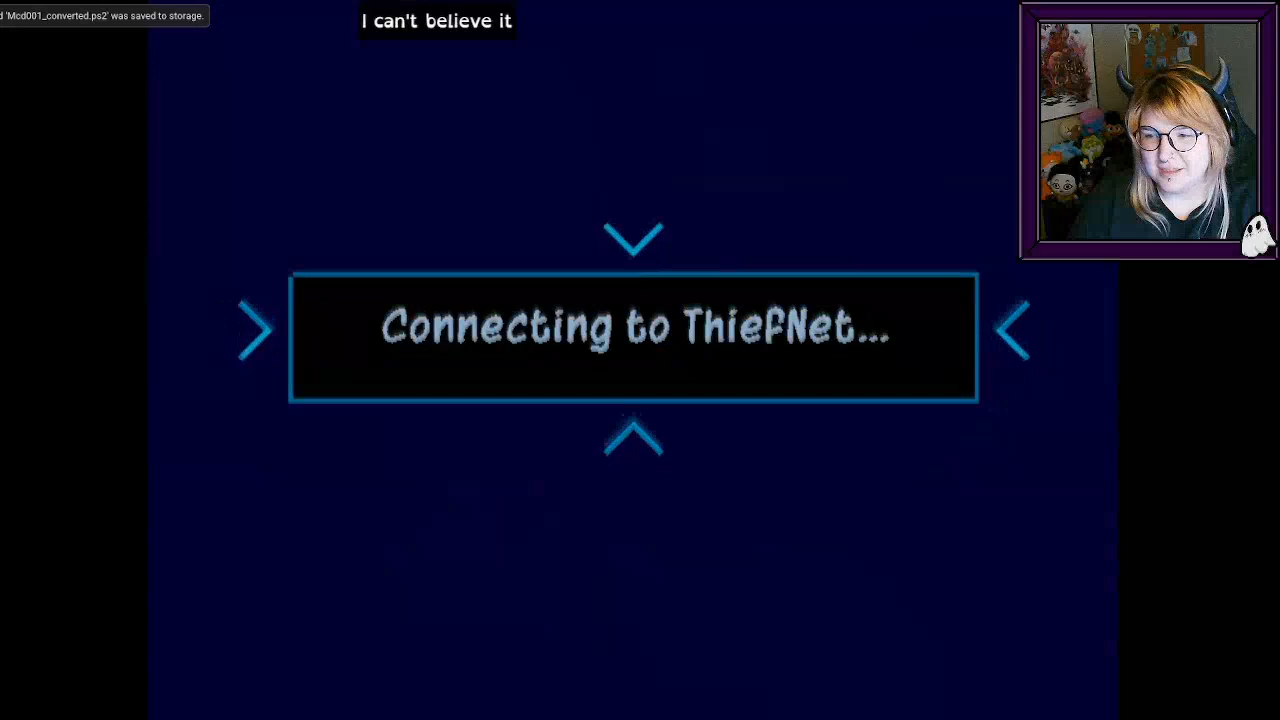 d 'Mcd001_converted.ps2' was saved to storage.
I can't believe it
Connecting to ThiefNet...